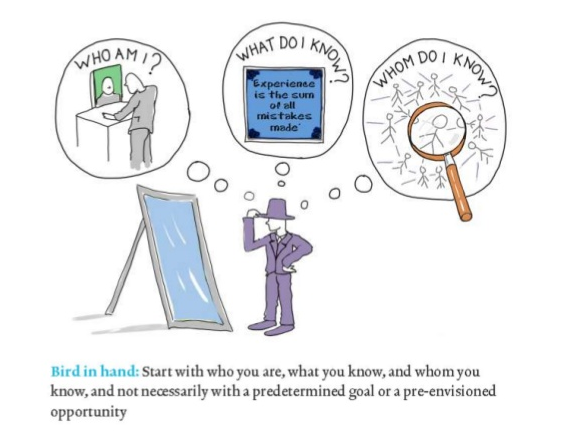 WHO AM I?
WHAT DO I KNOW?
WHOM DO I KNOW?
"Experience
is the sum
of all
mistakes
made"
Bird in hand: Start with who you are, what you know, and whom you
know, and not necessarily with a predetermined goal or a pre-envisioned
opportunity